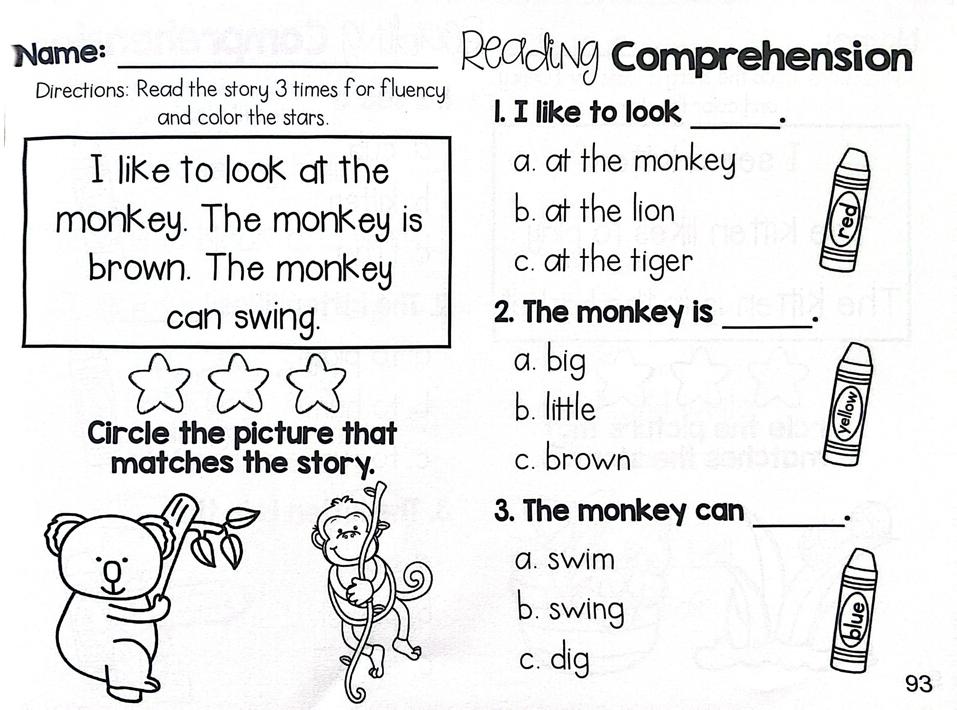 Name: ____________
Directions: Read the story 3 times for fluency
and color the stars.
I like to look at the
monkey. The monkey is
brown. The monkey
can swing.
Circle the picture that
matches the story.
Reading Comprehension
1. I like to look ______.
a. at the monkey
b. at the lion
c. at the tiger
red
2. The monkey is ______.
a. big
b. little
c. brown
yellow
3. The monkey can ______.
a. swim
b. swing
c. dig
blue
93